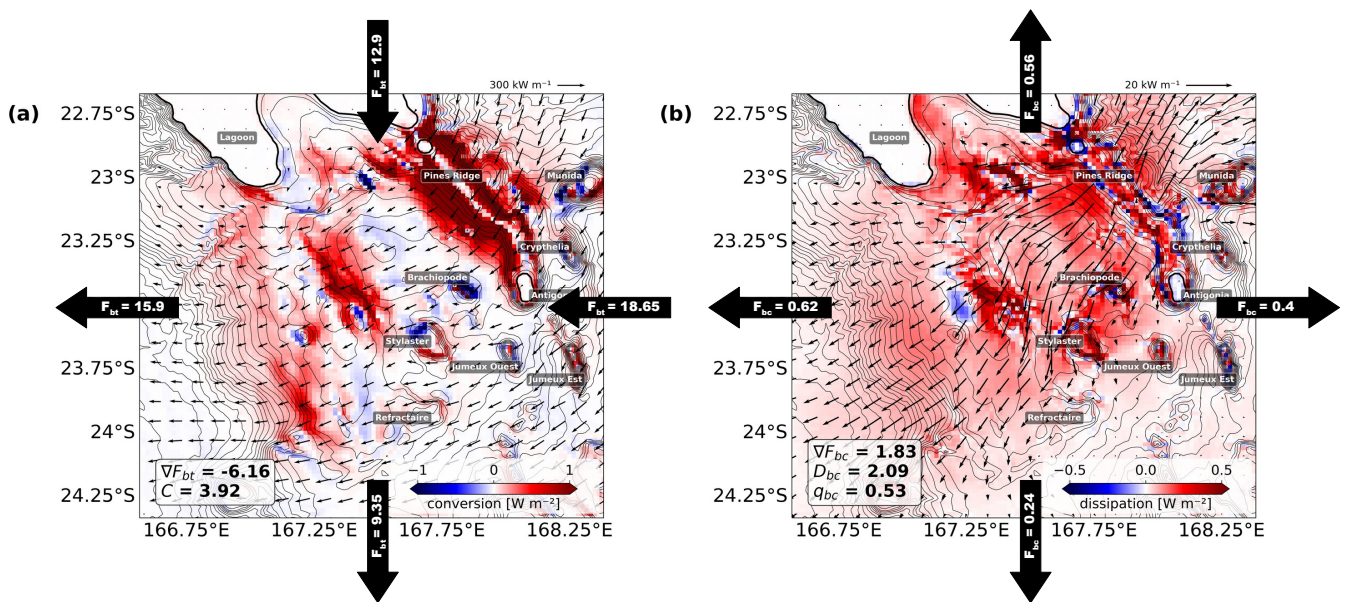 (a)
F_bt = 12.9
300 kW m⁻¹
22.75°S
23°S
23.25°S
23.5°S
23.75°S
24°S
24.25°S
Lagoon
Pines Ridge
Munida
Crypthelia
Brachiopode
Antigonia
F_bt = 15.9
F_bt = 18.65
Stylaster
Jumeux Ouest
Jumeux Est
Refractaire
∇F_bt = -6.16
C = 3.92
−1 0 1
conversion [W m⁻²]
F_bt = 9.35
166.75°E 167.25°E 167.75°E 168.25°E
(b)
F_bc = 0.56
20 kW m⁻¹
22.75°S
23°S
23.25°S
23.5°S
23.75°S
24°S
24.25°S
Lagoon
Pines Ridge
Munida
Crypthelia
Brachiopode
Antigonia
F_bc = 0.62
F_bc = 0.4
Stylaster
Jumeux Ouest
Jumeux Est
Refractaire
∇F_bc = 1.83
D_bc = 2.09
q_bc = 0.53
−0.5 0.0 0.5
dissipation [W m⁻²]
F_bc = 0.24
166.75°E 167.25°E 167.75°E 168.25°E